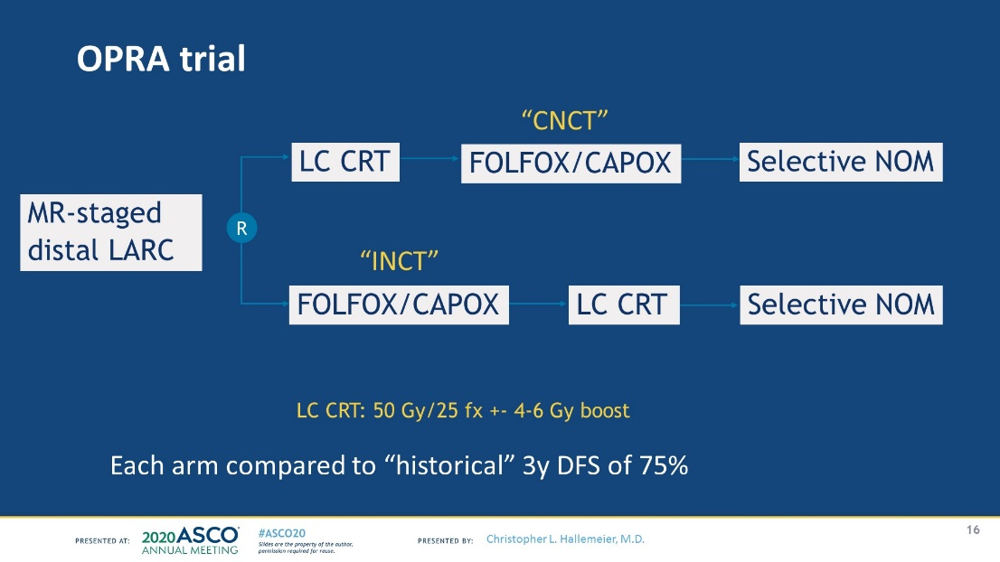 OPRA trial
“CNCT”
LC CRT
FOLFOX/CAPOX
Selective NOM
MR-staged
distal LARC
R
“INCT”
FOLFOX/CAPOX
LC CRT
Selective NOM
LC CRT: 50 Gy/25 fx +- 4-6 Gy boost
Each arm compared to “historical” 3y DFS of 75%
PRESENTED AT:
2020 ASCO
ANNUAL MEETING
#ASCO20
Slides are the property of the author,
permission required for reuse.
PRESENTED BY:
Christopher L. Hallemeier, M.D.
16